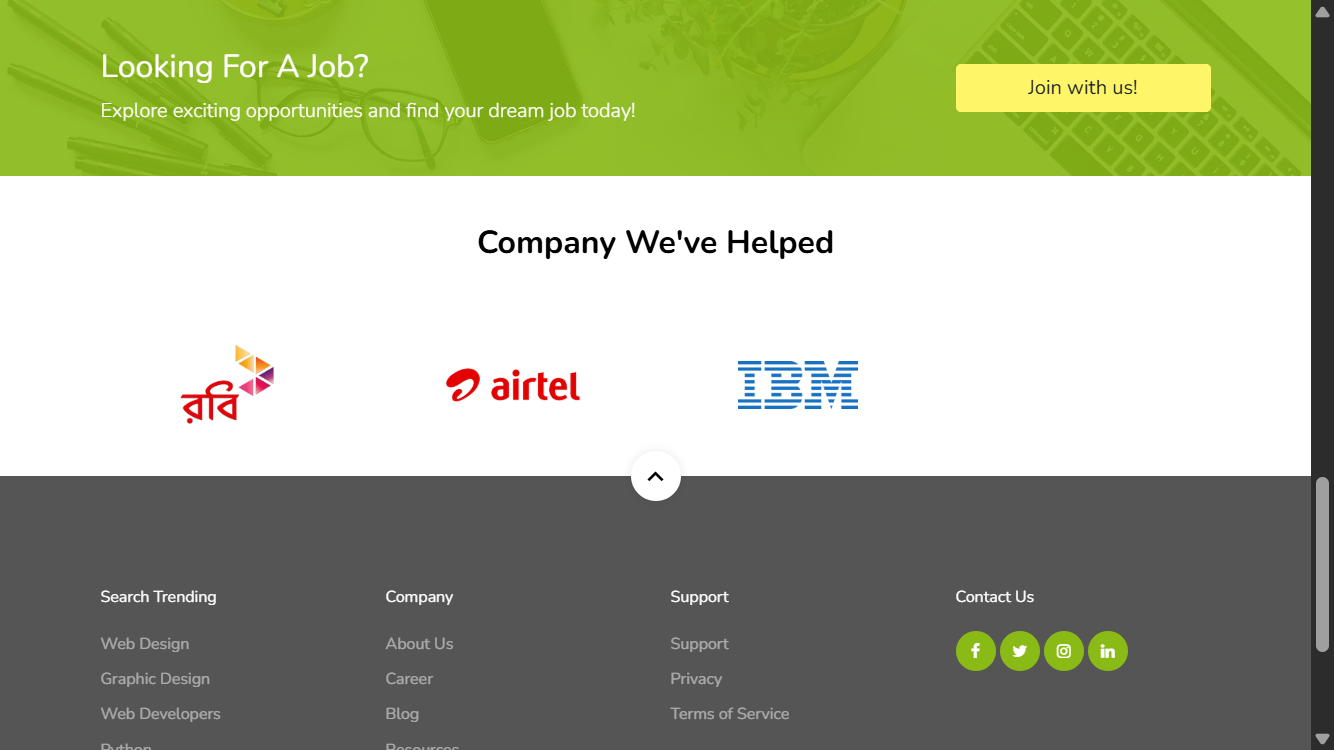 Looking For A Job?
Explore exciting opportunities and find your dream job today!
Join with us!
Company We've Helped
রবি
airtel
IBM
Search Trending
Web Design
Graphic Design
Web Developers
Python
Company
About Us
Career
Blog
Resources
Support
Support
Privacy
Terms of Service
Contact Us